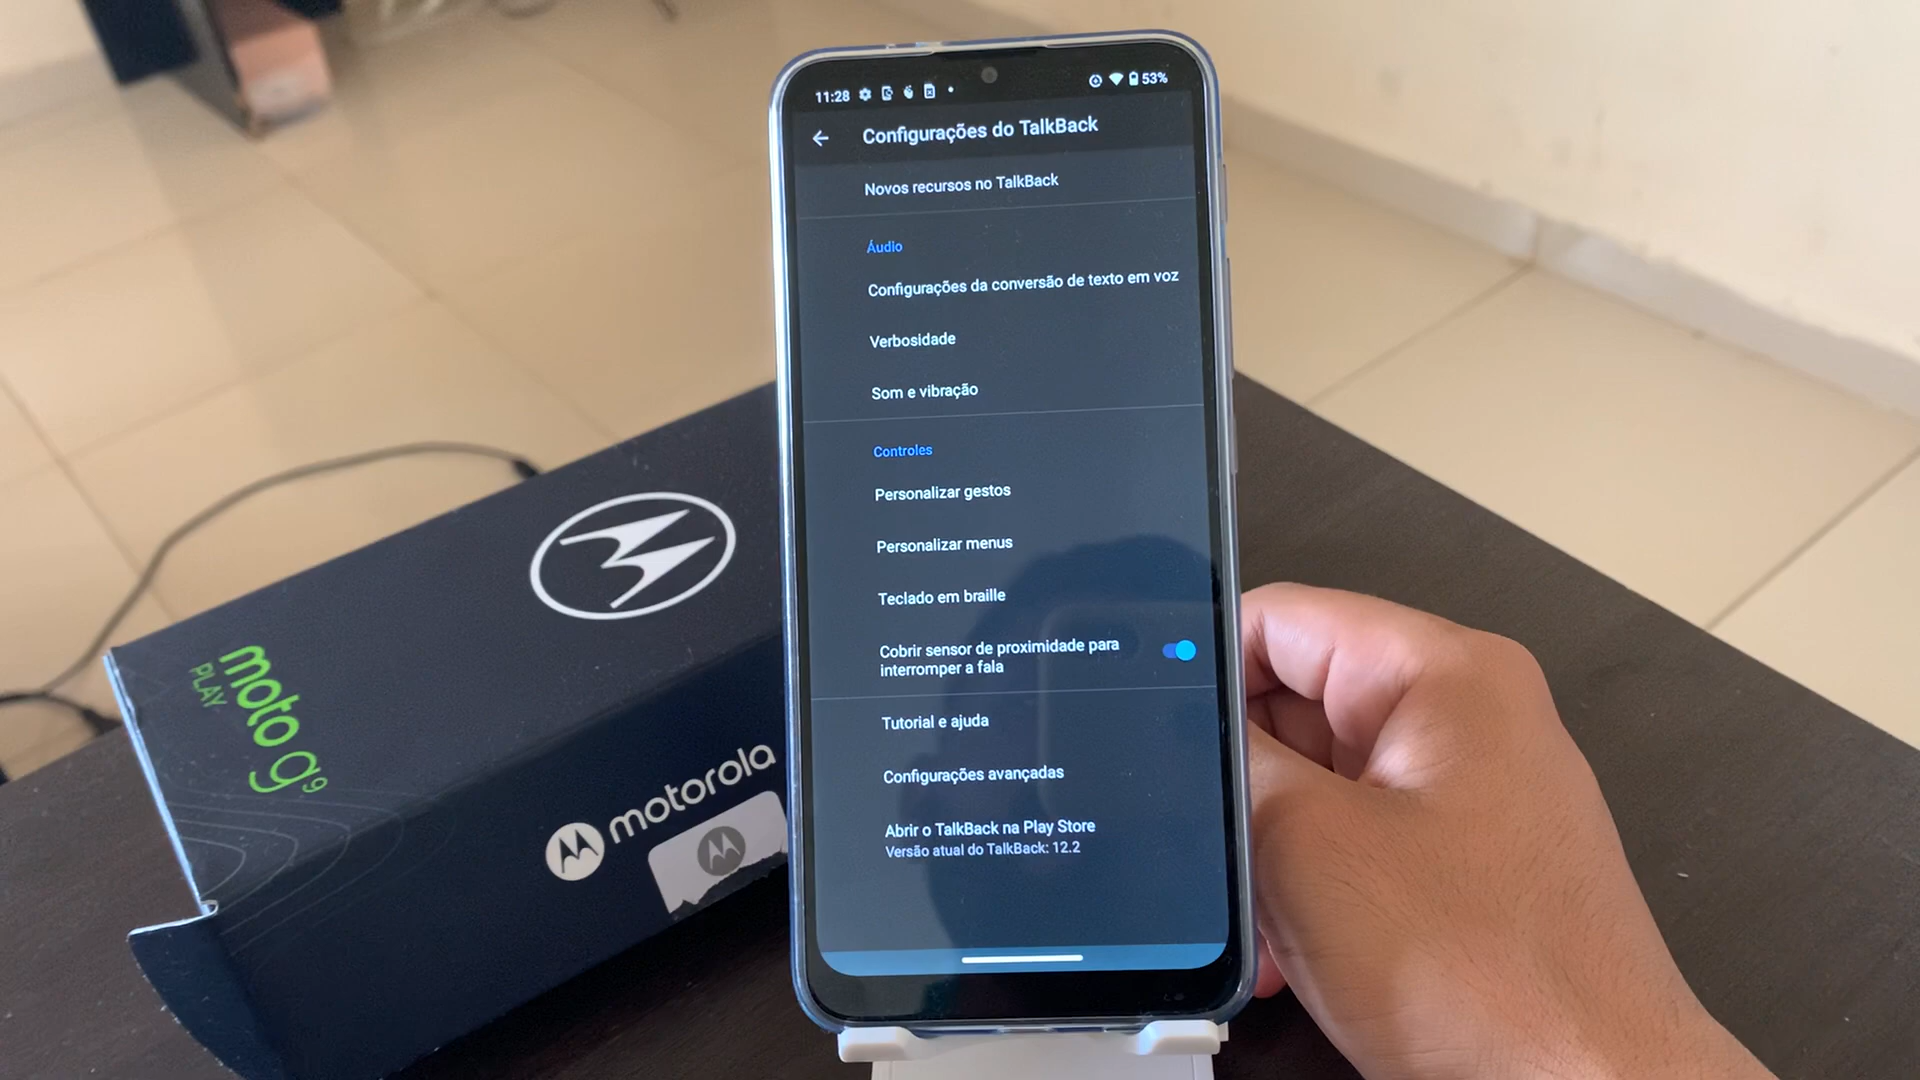 11:28
53%
Configurações do TalkBack
Novos recursos no TalkBack
Áudio
Configurações da conversão de texto em voz
Verbosidade
Som e vibração
Controles
Personalizar gestos
Personalizar menus
Teclado em braille
Cobrir sensor de proximidade para
interromper a fala
Tutorial e ajuda
Configurações avançadas
Abrir o TalkBack na Play Store
Versão atual do TalkBack: 12.2
moto g9
PLAY
motorola